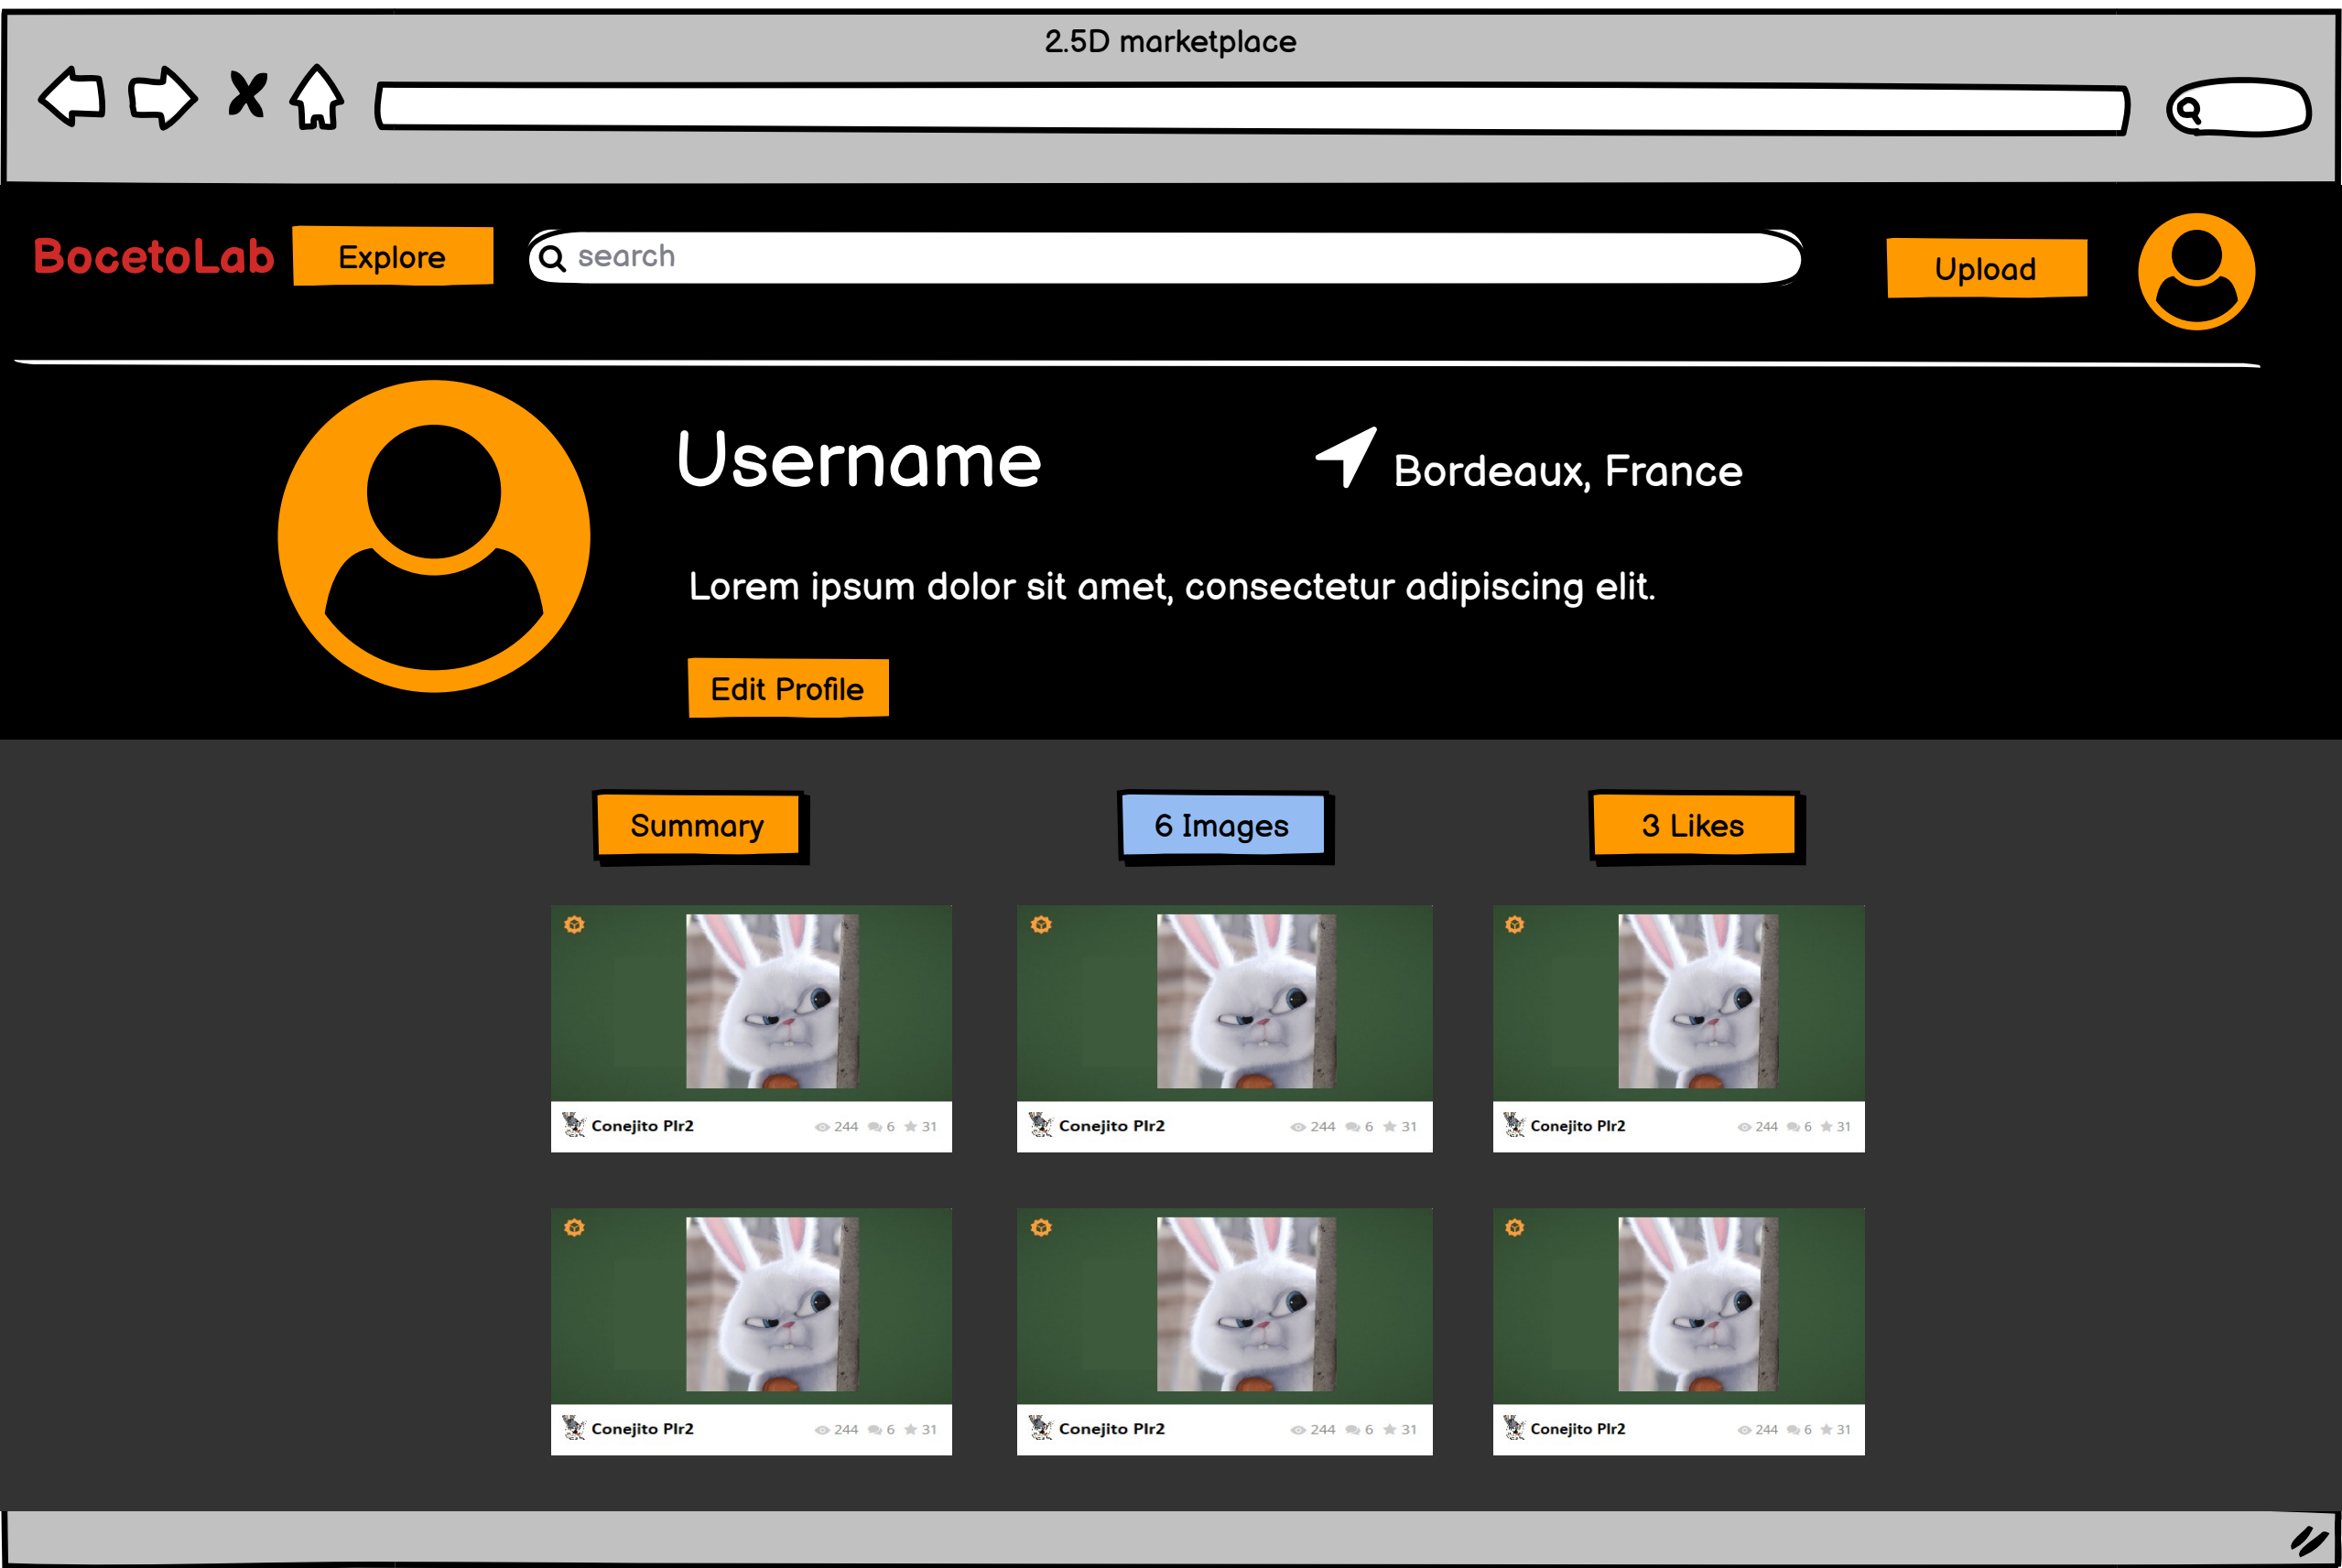 2.5D marketplace
BocetoLab Explore search Upload
Username Bordeaux, France
Lorem ipsum dolor sit amet, consectetur adipiscing elit.
Edit Profile
Summary 6 Images 3 Likes
Conejito Plr2 244 6 31 Conejito Plr2 244 6 31 Conejito Plr2 244 6 31
Conejito Plr2 244 6 31 Conejito Plr2 244 6 31 Conejito Plr2 244 6 31